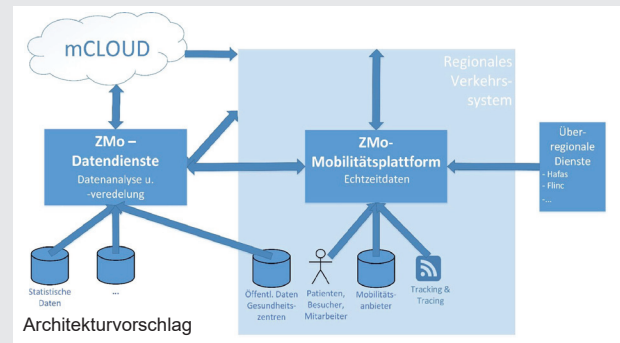 mCLOUD
Regionales
Verkehrs-
system
ZMo –
Datendienste
Datenanalyse u.
-veredelung
ZMo-
Mobilitätsplattform
Echtzeitdaten
Über-
regionale
Dienste
- Hafas
- Flinc
-...
Statistische
Daten
...
Öffentl. Daten
Gesundheits-
zentren
Patienten,
Besucher,
Mitarbeiter
Mobilitäts-
anbieter
Tracking &
Tracing
Architekturvorschlag